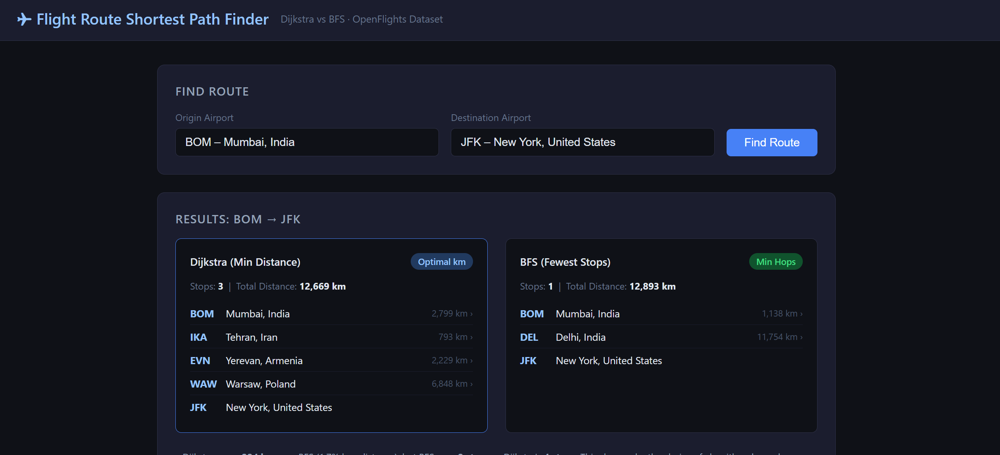 Flight Route Shortest Path Finder Dijkstra vs BFS · OpenFlights Dataset
FIND ROUTE
Origin Airport
BOM – Mumbai, India
Destination Airport
JFK – New York, United States
Find Route
RESULTS: BOM → JFK
Dijkstra (Min Distance) Optimal km
Stops: 3 | Total Distance: 12,669 km
BOM Mumbai, India 2,799 km ›
IKA Tehran, Iran 793 km ›
EVN Yerevan, Armenia 2,229 km ›
WAW Warsaw, Poland 6,848 km ›
JFK New York, United States
BFS (Fewest Stops) Min Hops
Stops: 1 | Total Distance: 12,893 km
BOM Mumbai, India 1,138 km ›
DEL Delhi, India 11,754 km ›
JFK New York, United States